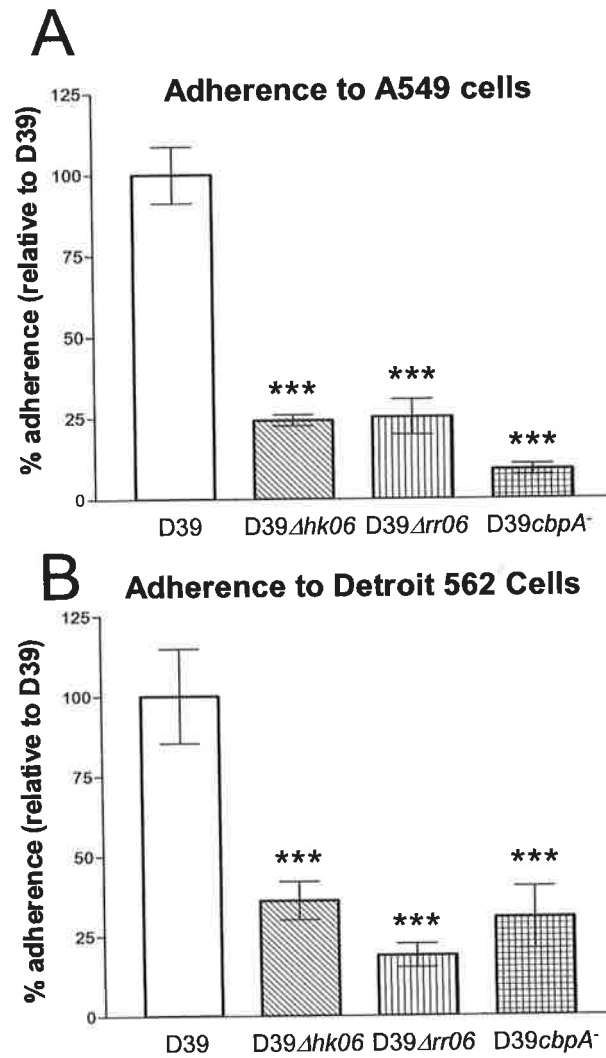 A
Adherence to A549 cells
% adherence (relative to D39)
125
100
75
50
25
0
***
***
***
D39
D39Δhk06
D39Δrr06
D39cbpA-
B
Adherence to Detroit 562 Cells
% adherence (relative to D39)
125
100
75
50
25
0
***
***
***
D39
D39Δhk06
D39Δrr06
D39cbpA-